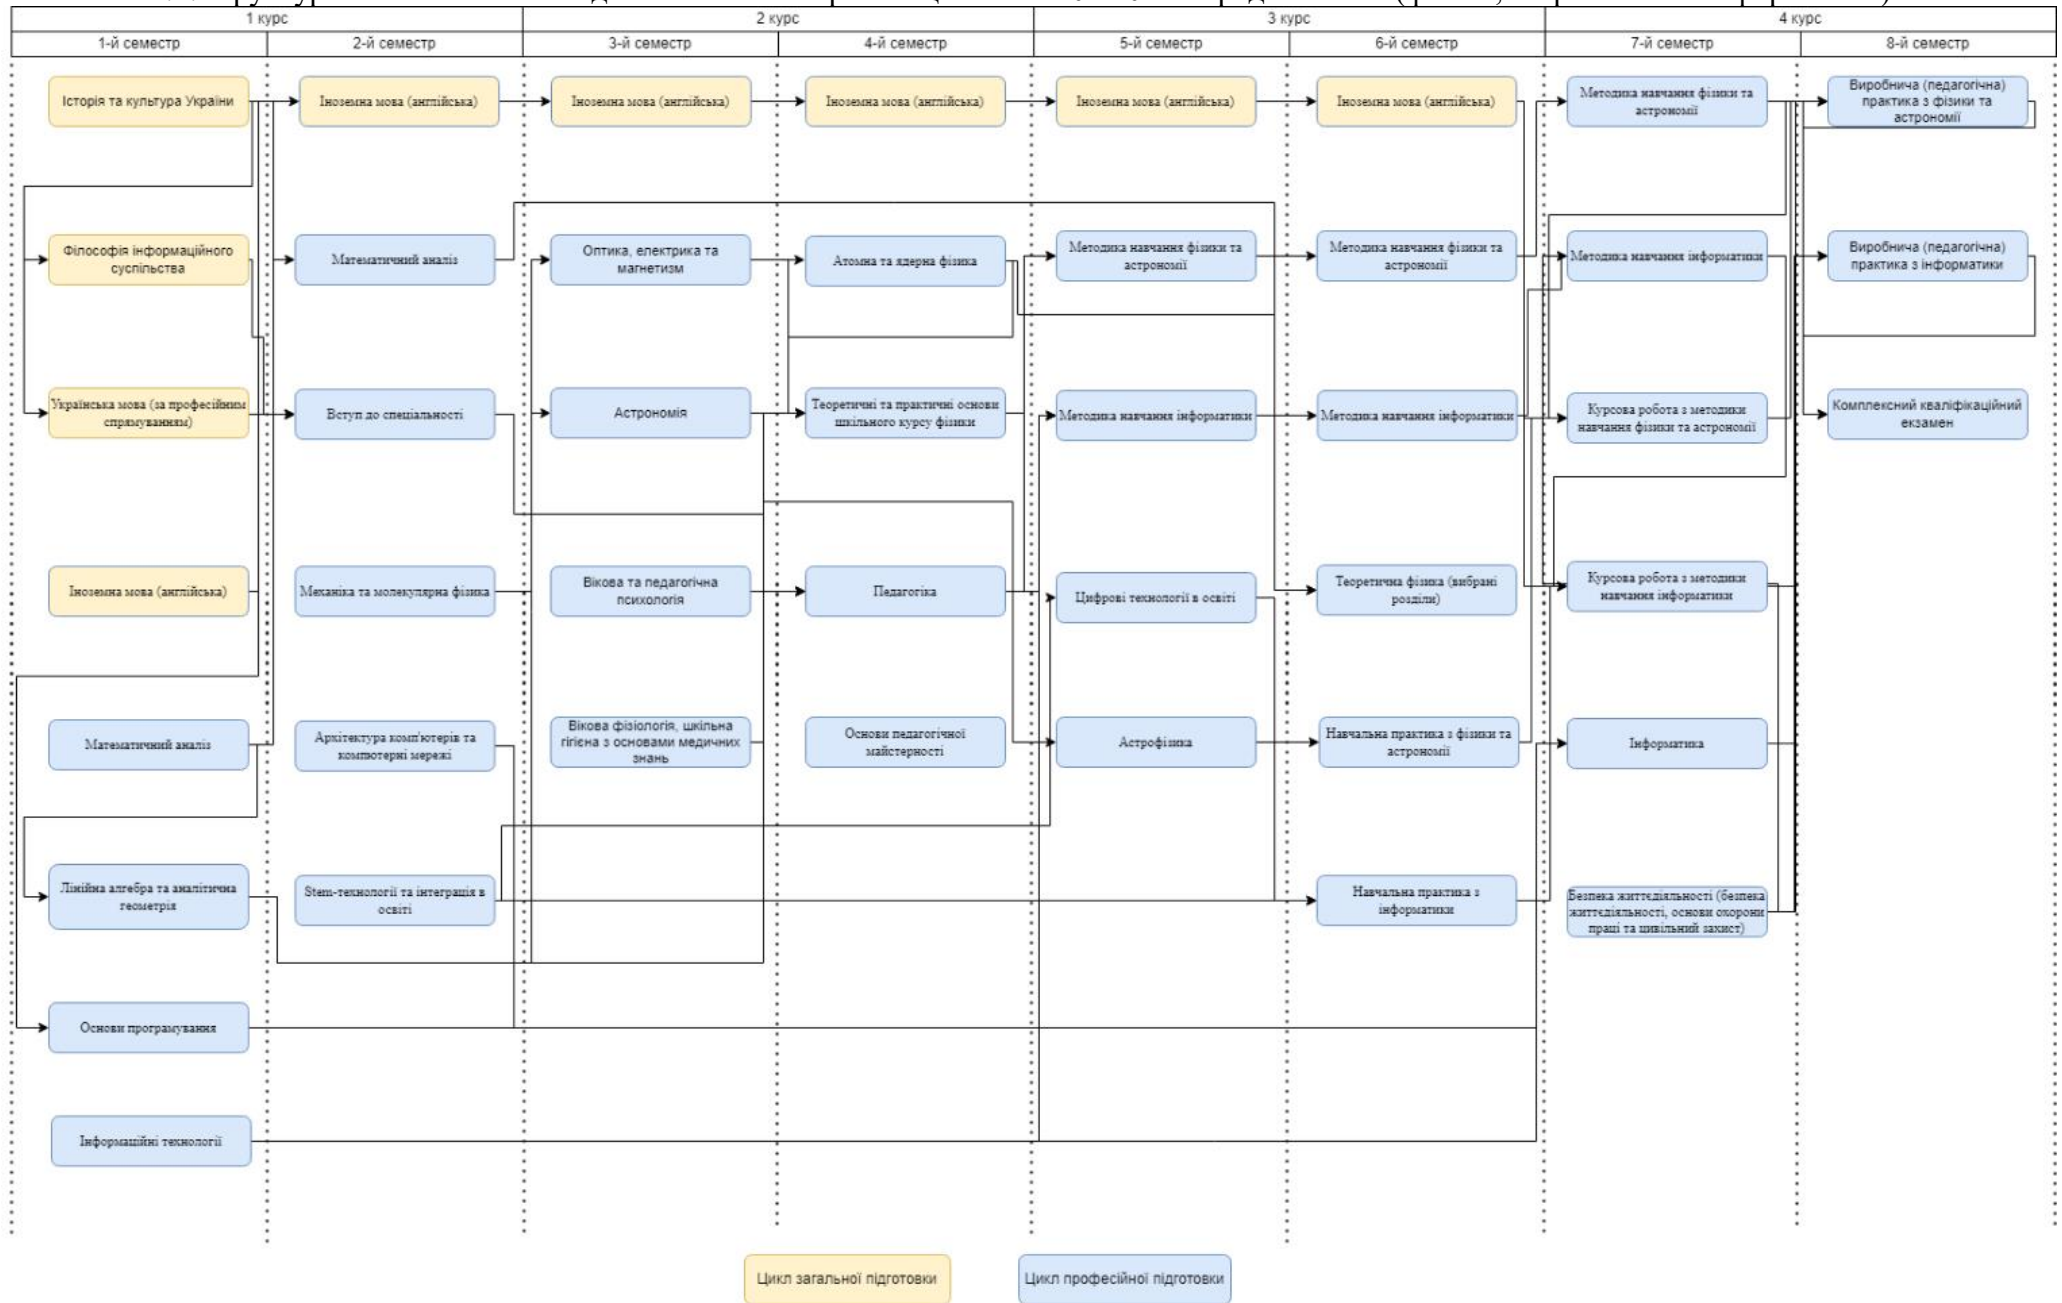 1 курс
2 курс
3 курс
4 курс
1-й семестр
2-й семестр
3-й семестр
4-й семестр
5-й семестр
6-й семестр
7-й семестр
8-й семестр
Історія та культура України
Філософія інформаційного
суспільства
Українська мова (за професійним
спрямуванням)
Іноземна мова (англійська)
Математичний аналіз
Лінійна алгебра та аналітична
геометрія
Основи програмування
Інформаційні технології
Іноземна мова (англійська)
Математичний аналіз
Вступ до спеціальності
Механіка та молекулярна фізика
Архітектура комп'ютерів та
комп'ютерні мережі
Stem-технології та інтеграція в
освіті
Іноземна мова (англійська)
Оптика, електрика та
магнетизм
Астрономія
Вікова та педагогічна
психологія
Вікова фізіологія, шкільна
гігієна з основами медичних
знань
Іноземна мова (англійська)
Атомна та ядерна фізика
Теоретичні та практичні основи
шкільного курсу фізики
Педагогіка
Основи педагогічної
майстерності
Іноземна мова (англійська)
Методика навчання фізики та
астрономії
Методика навчання інформатики
Цифрові технології в освіті
Астрофізика
Іноземна мова (англійська)
Методика навчання фізики та
астрономії
Методика навчання інформатики
Теоретична фізика (вибрані
розділи)
Навчальна практика з фізики та
астрономії
Навчальна практика з
інформатики
Методика навчання фізики та
астрономії
Методика навчання інформатики
Курсова робота з методики
навчання фізики та астрономії
Курсова робота з методики
навчання інформатики
Інформатика
Безпека життєдіяльності (безпека
життєдіяльності, основи охорони
праці та цивільний захист)
Виробнича (педагогічна)
практика з фізики та
астрономії
Виробнича (педагогічна)
практика з інформатики
Комплексний кваліфікаційний
екзамен
Цикл загальної підготовки
Цикл професійної підготовки